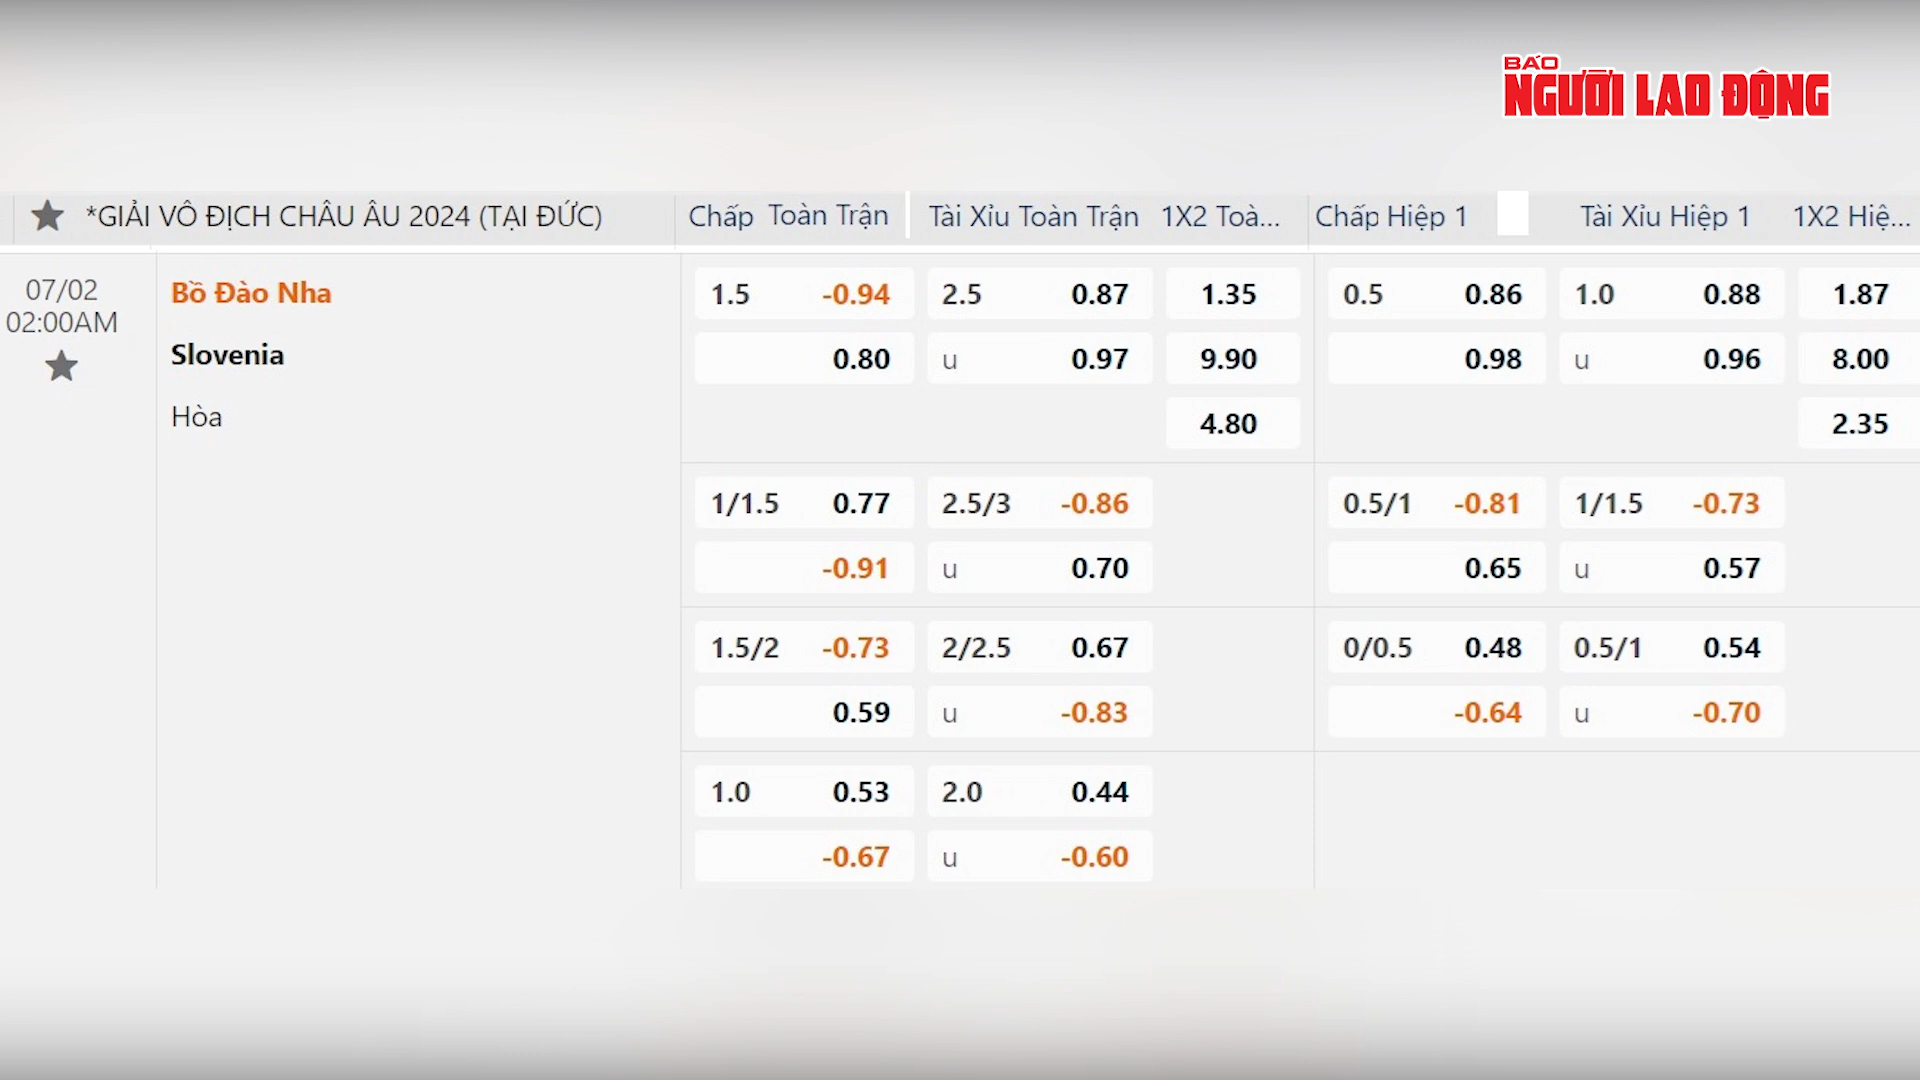 BÁO
NGƯỜI LAO ĐỘNG
*GIẢI VÔ ĐỊCH CHÂU ÂU 2024 (TẠI ĐỨC) Chấp Toàn Trận Tài Xỉu Toàn Trận 1X2 Toà... Chấp Hiệp 1 Tài Xỉu Hiệp 1 1X2 Hiệ...
07/02 Bồ Đào Nha 1.5 -0.94 2.5 0.87 1.35 0.5 0.86 1.0 0.88 1.87
02:00AM Slovenia 0.80 u 0.97 9.90 0.98 u 0.96 8.00
Hòa 4.80 2.35
1/1.5 0.77 2.5/3 -0.86 0.5/1 -0.81 1/1.5 -0.73
-0.91 u 0.70 0.65 u 0.57
1.5/2 -0.73 2/2.5 0.67 0/0.5 0.48 0.5/1 0.54
0.59 u -0.83 -0.64 u -0.70
1.0 0.53 2.0 0.44
-0.67 u -0.60